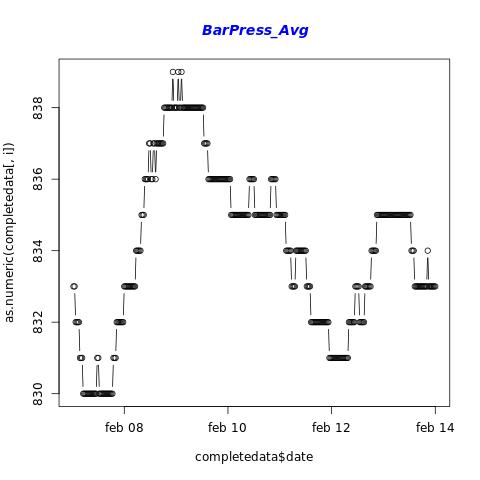 BarPress_Avg
as.numeric(completedata[, i])
838
836
834
832
830
feb 08 feb 10 feb 12 feb 14
completedata$date